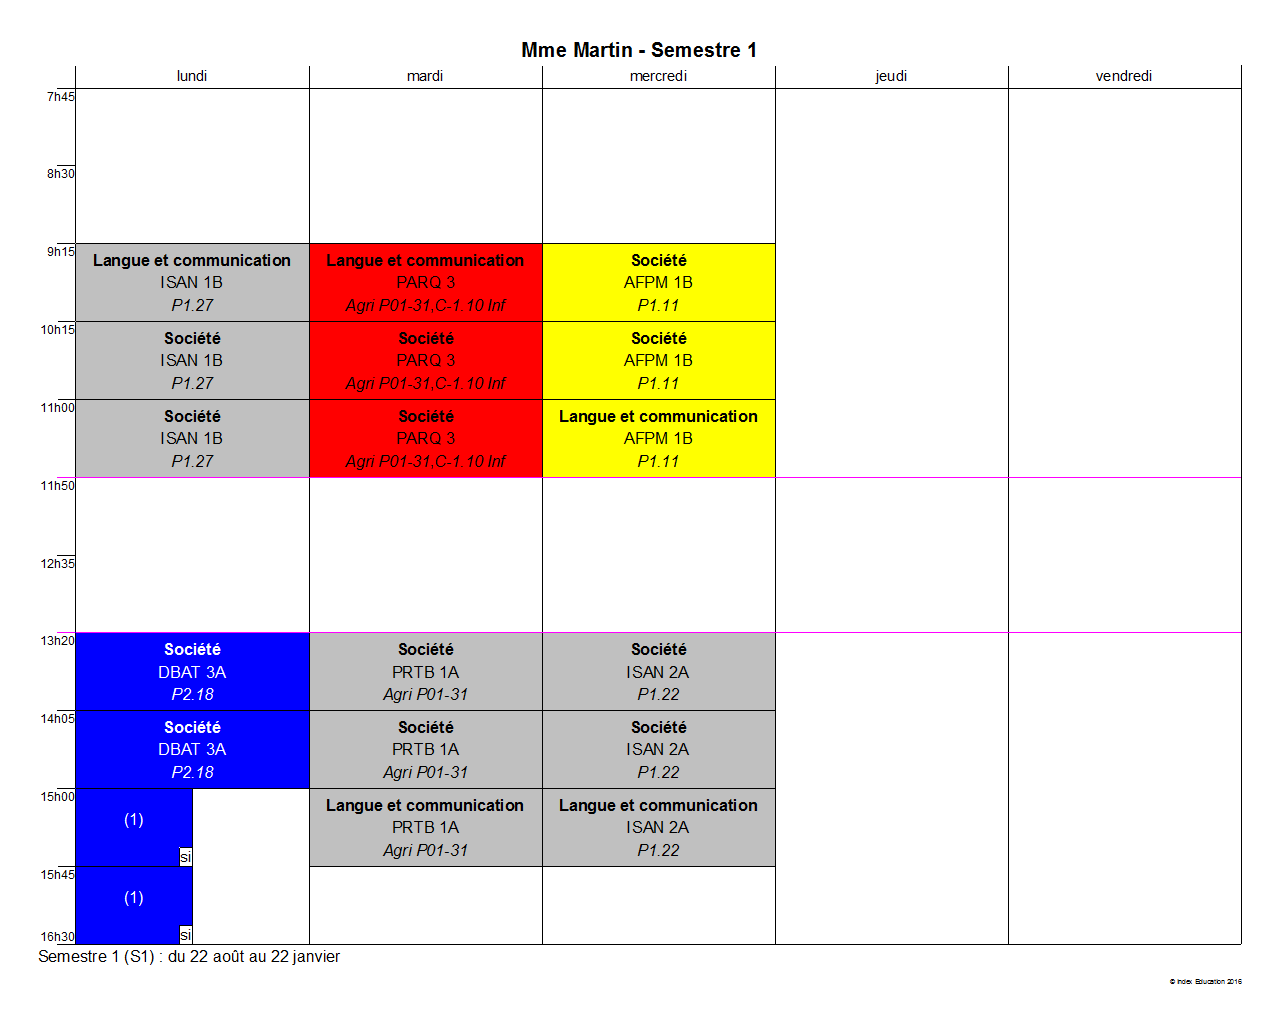 Mme Martin - Semestre 1
lundi mardi mercredi jeudi vendredi
7h45
8h30
9h15
Langue et communication Langue et communication Société
ISAN 1B PARQ 3 AFPM 1B
P1.27 Agri P01-31,C-1.10 Inf P1.11
10h15
Société Société Société
ISAN 1B PARQ 3 AFPM 1B
P1.27 Agri P01-31,C-1.10 Inf P1.11
11h00
Société Société Langue et communication
ISAN 1B PARQ 3 AFPM 1B
P1.27 Agri P01-31,C-1.10 Inf P1.11
11h50
12h35
13h20
Société Société Société
DBAT 3A PRTB 1A ISAN 2A
P2.18 Agri P01-31 P1.22
14h05
Société Société Société
DBAT 3A PRTB 1A ISAN 2A
P2.18 Agri P01-31 P1.22
15h00
Langue et communication Langue et communication
(1) PRTB 1A ISAN 2A
si Agri P01-31 P1.22
15h45
(1)
16h30 si
Semestre 1 (S1) : du 22 août au 22 janvier
© Index Education 2016